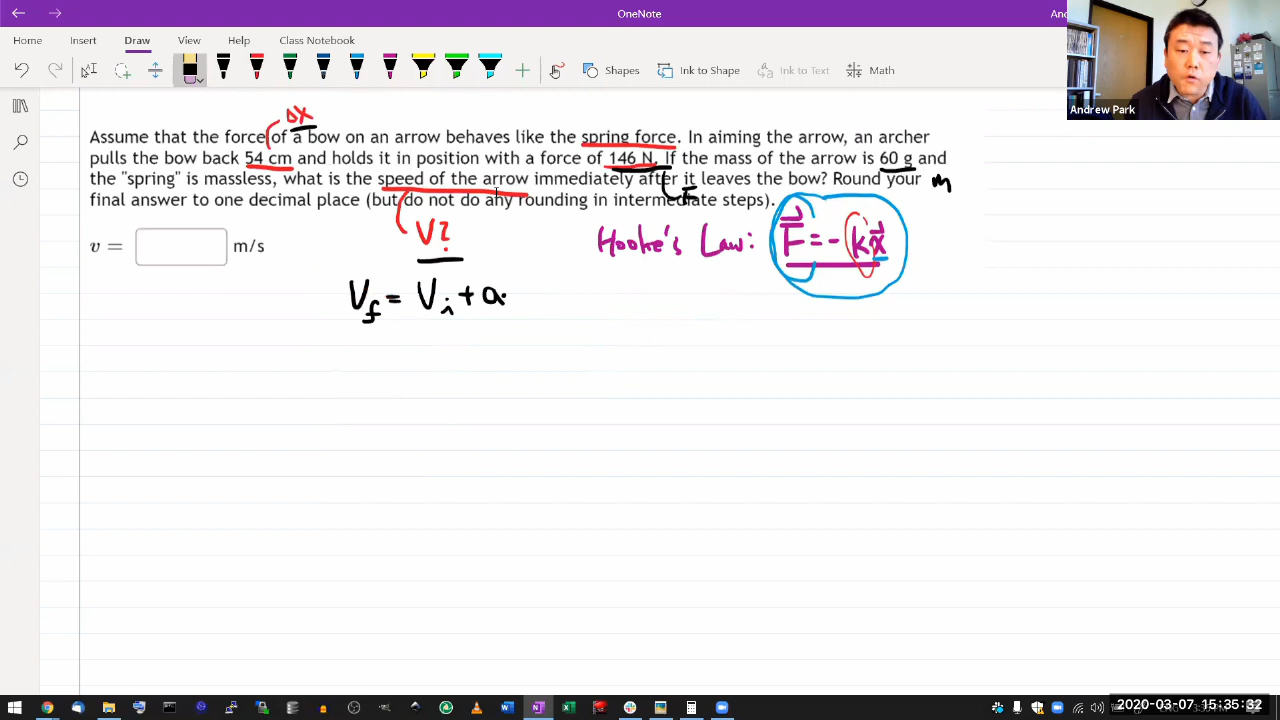 OneNote
An
Home Insert Draw View Help Class Notebook
Shapes Ink to Shape Ink to Text Math
Andrew Park
Δx
Assume that the force of a bow on an arrow behaves like the spring force. In aiming the arrow, an archer
pulls the bow back 54 cm and holds it in position with a force of 146 N. If the mass of the arrow is 60 g and
the "spring" is massless, what is the speed of the arrow immediately after it leaves the bow? Round your m
final answer to one decimal place (but do not do any rounding in intermediate steps).
F
v = m/s
V?
Hooke's Law: F = - kx
Vf = Vi + a
2020-03-07 15:35:32